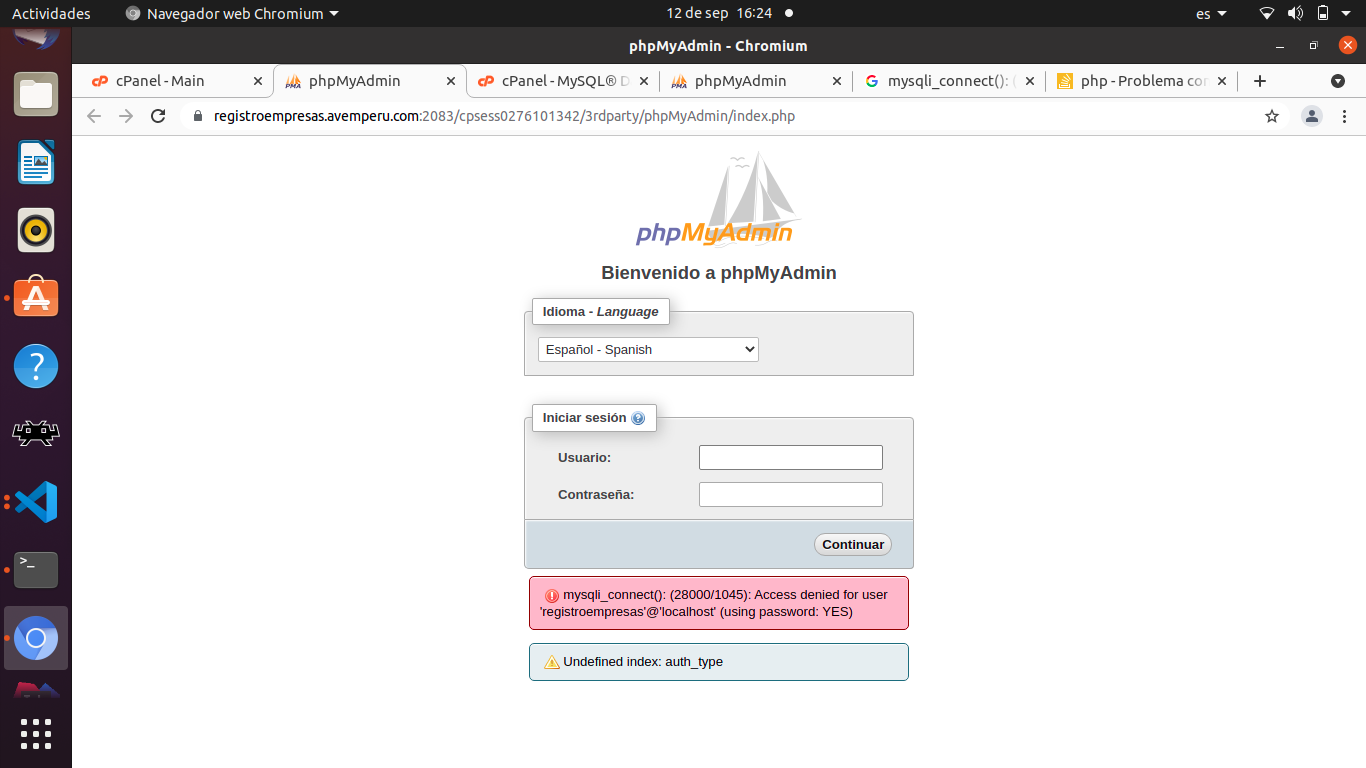 Actividades
Navegador web Chromium
12 de sep 16:24
es
phpMyAdmin - Chromium
cPanel - Main
phpMyAdmin
cPanel - MySQL® D
phpMyAdmin
mysqli_connect(): (
php - Problema con
registroempresas.avemperu.com:2083/cpsess0276101342/3rdparty/phpMyAdmin/index.php
phpMyAdmin
Bienvenido a phpMyAdmin
Idioma - Language
Español - Spanish
Iniciar sesión
Usuario:
Contraseña:
Continuar
mysqli_connect(): (28000/1045): Access denied for user
'registroempresas'@'localhost' (using password: YES)
Undefined index: auth_type